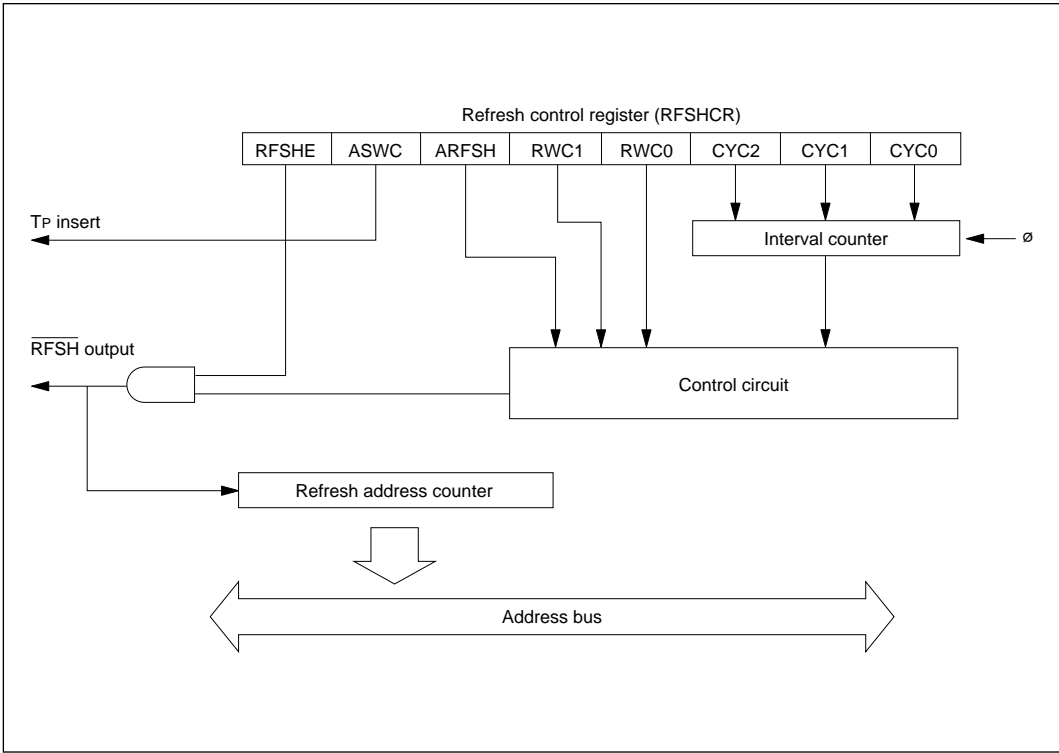 Refresh control register (RFSHCR)
RFSHE ASWC ARFSH RWC1 RWC0 CYC2 CYC1 CYC0
TP insert
Interval counter
ø
RFSH output
Control circuit
Refresh address counter
Address bus